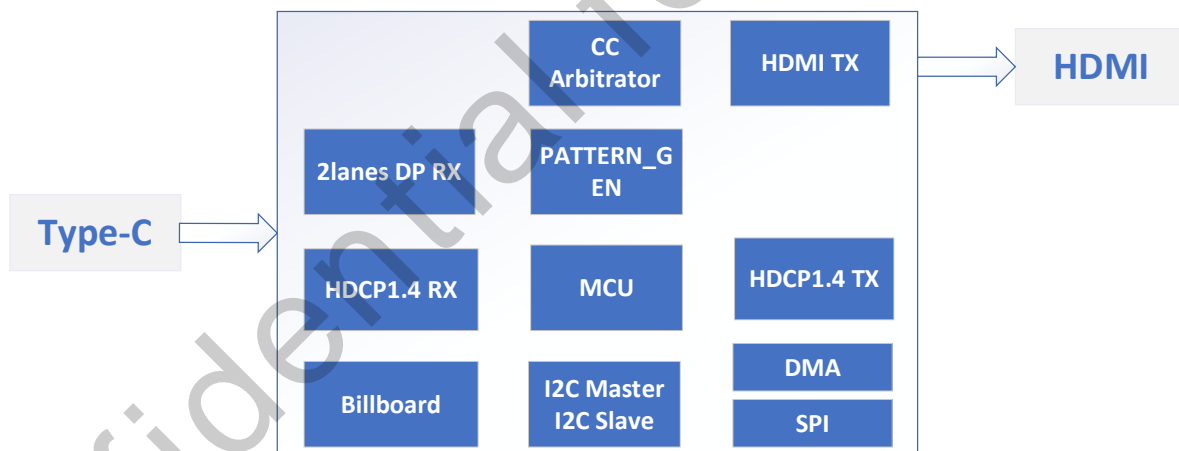 CC
Arbitrator
HDMI TX
HDMI
2lanes DP RX
PATTERN_G
EN
Type-C
HDCP1.4 RX
MCU
HDCP1.4 TX
Billboard
I2C Master
I2C Slave
DMA
SPI